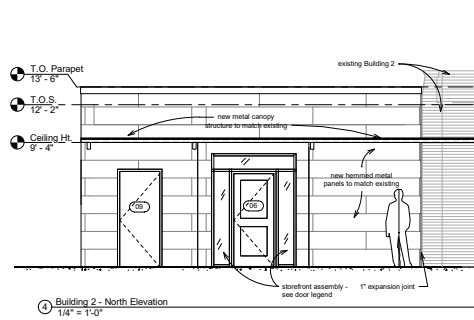 existing Building 2
T.O. Parapet
13' - 6"
T.O.S.
12' - 2"
new metal canopy
structure to match existing
Ceiling Ht.
9' - 4"
new hemmed metal
panels to match existing
09
06
storefront assembly -
see door legend
1" expansion joint
4
Building 2 - North Elevation
1/4" = 1'-0"